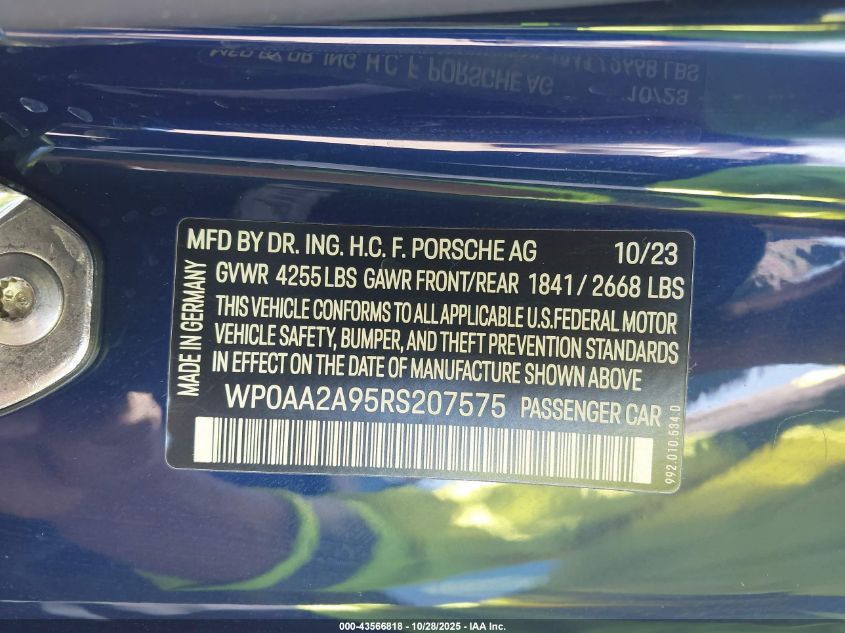 MFD BY DR. ING. H.C. F. PORSCHE AG 10/23
GVWR 4255 LBS GAWR FRONT/REAR 1841 / 2668 LBS
THIS VEHICLE CONFORMS TO ALL APPLICABLE U.S. FEDERAL MOTOR
VEHICLE SAFETY, BUMPER, AND THEFT PREVENTION STANDARDS
IN EFFECT ON THE DATE OF MANUFACTURE SHOWN ABOVE
WP0AA2A95RS207575 PASSENGER CAR
MADE IN GERMANY
992.010.534.0
000-43566818 - 10/28/2025 - IAA Inc.